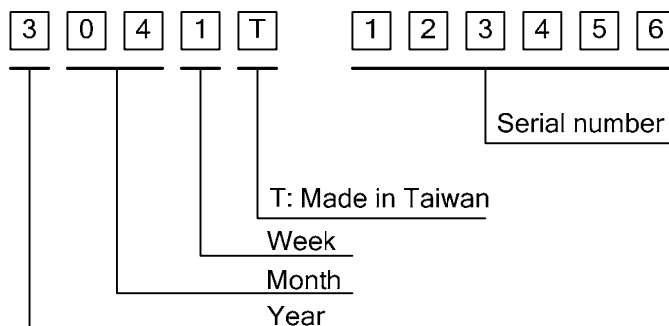 3 0 4 1 T 1 2 3 4 5 6
Serial number
T: Made in Taiwan
Week
Month
Year